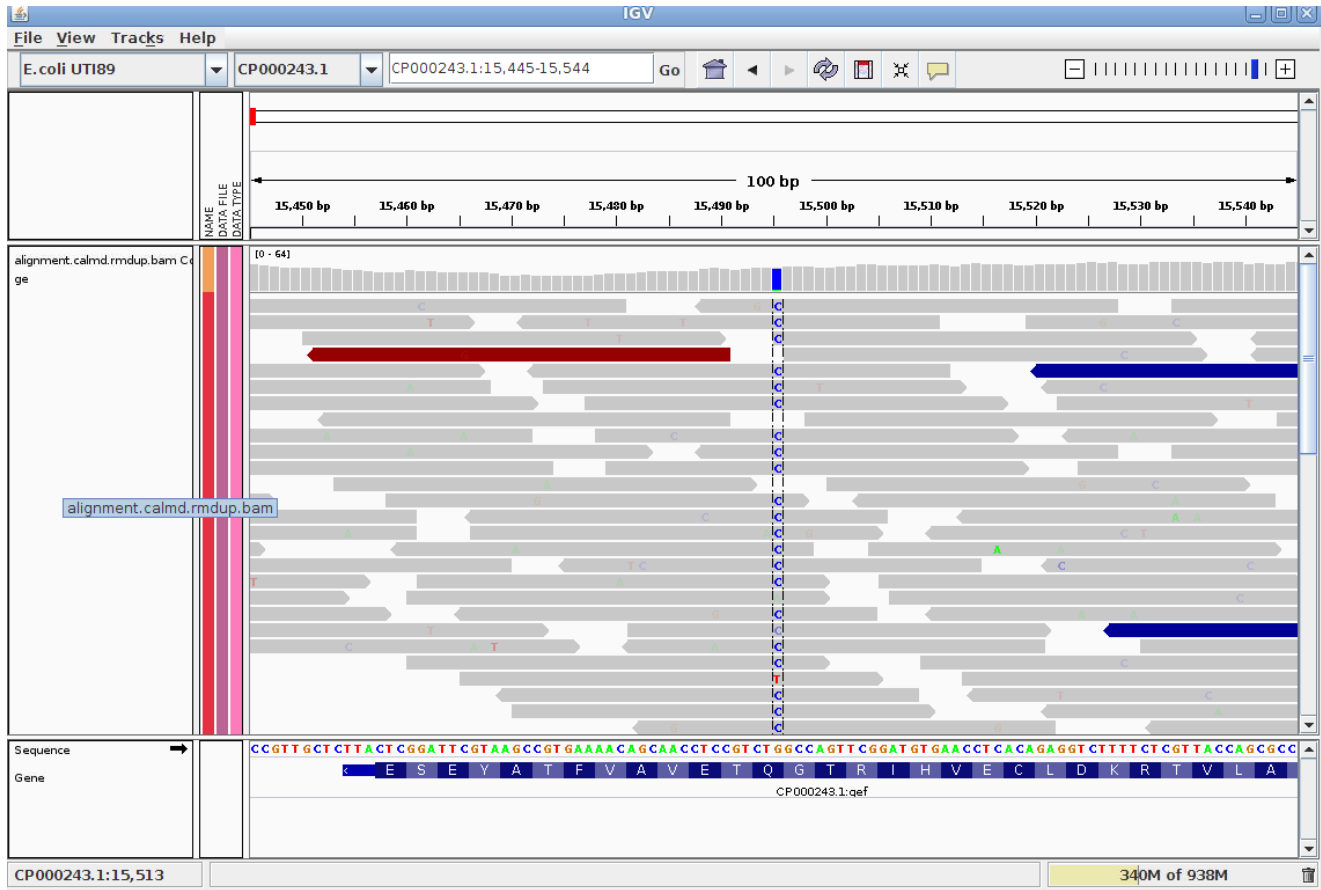 IGV
File View Tracks Help
E.coli UTI89 CP000243.1 CP000243.1:15,445-15,544 Go
NAME
DATA FILE
DATA TYPE
100 bp
15,450 bp 15,460 bp 15,470 bp 15,480 bp 15,490 bp 15,500 bp 15,510 bp 15,520 bp 15,530 bp 15,540 bp
alignment.calmd.rmdup.bam Co
ge
[0 - 64]
alignment.calmd.rmdup.bam
Sequence
CCGTTGCTCTTACTCGGATTCGTAAGCCGTGAAAACAGCAACCTCCGTCTGGCCAGTTCGGATGTGAACCTCACAGAGGTCTTTTCTCGTTACCAGCGCC
Gene
E S E Y A T F V A V E T Q G T R I H V E C L D K R T V L A
CP000243.1:qef
CP000243.1:15,513
340M of 938M